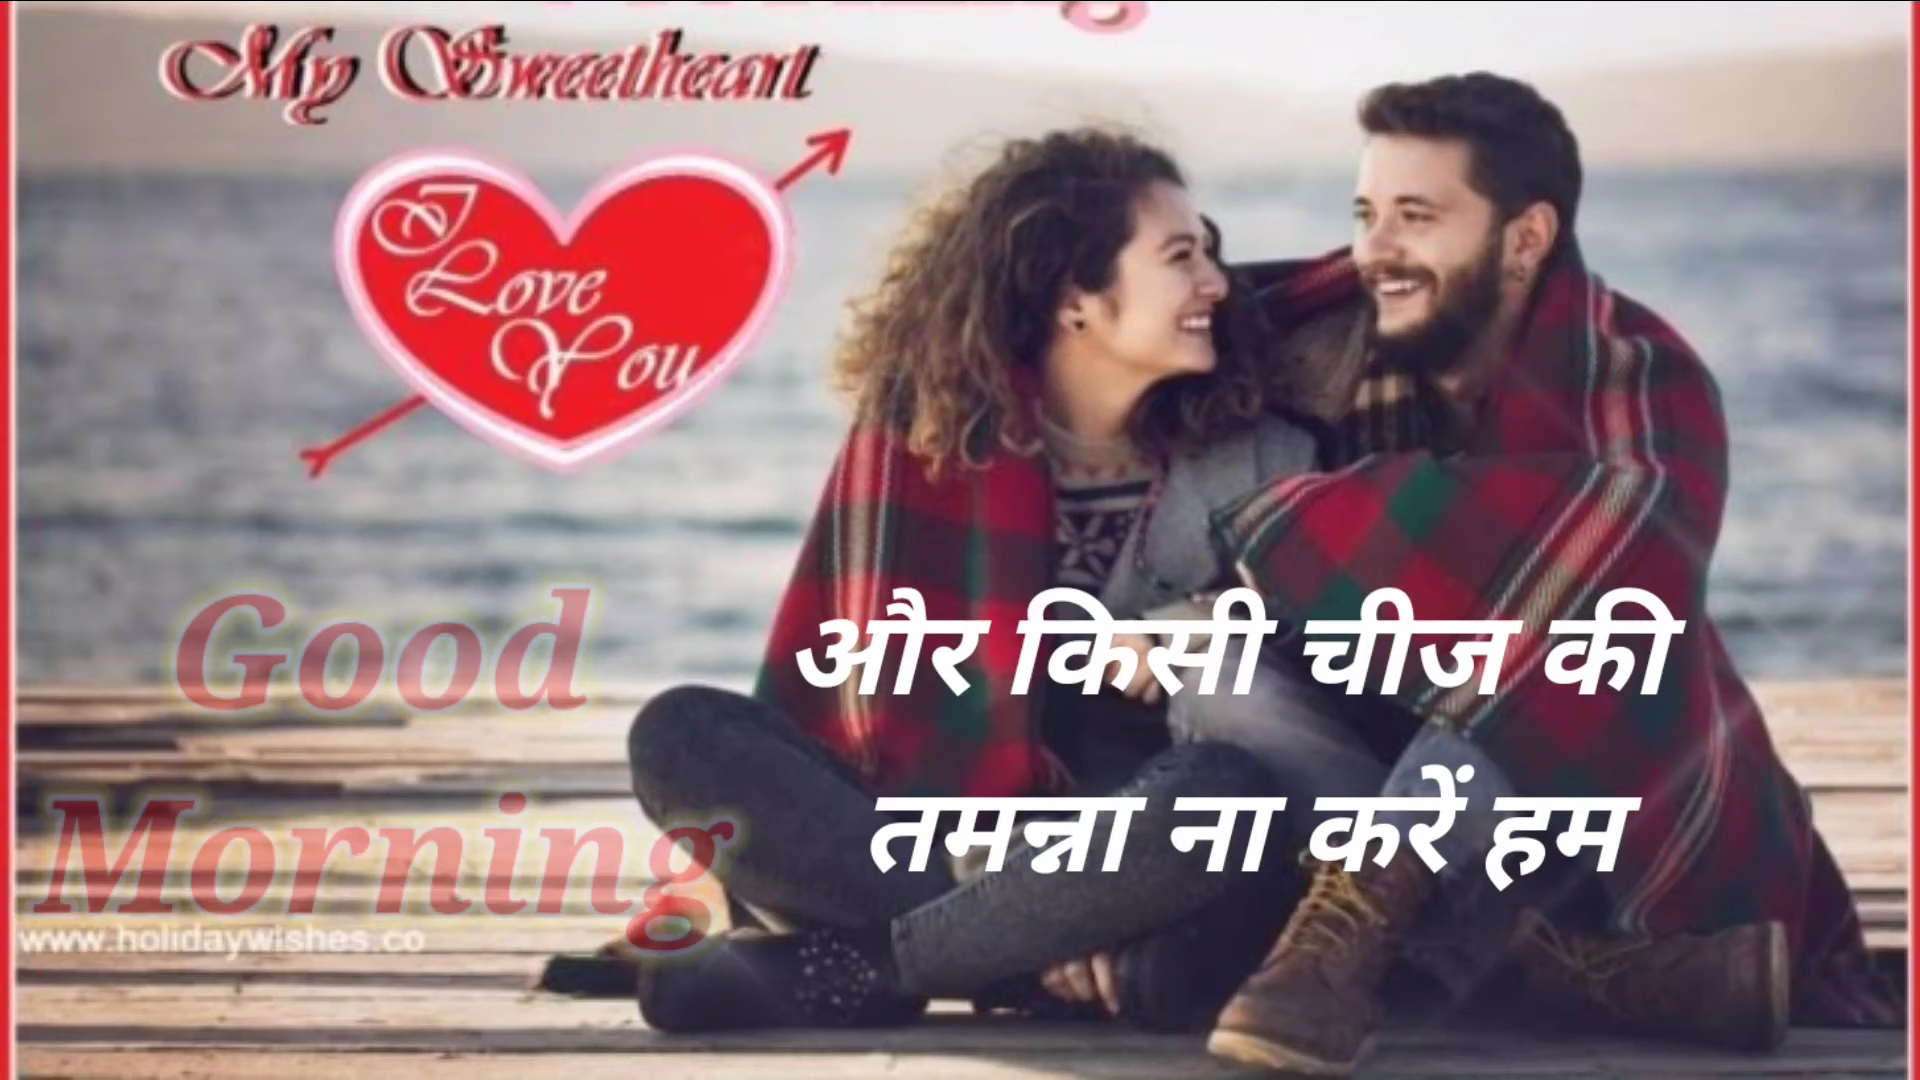 My Sweetheart
I
Love
You
Good
Morning
और किसी चीज की
तमन्ना ना करें हम
www.holidaywishes.co